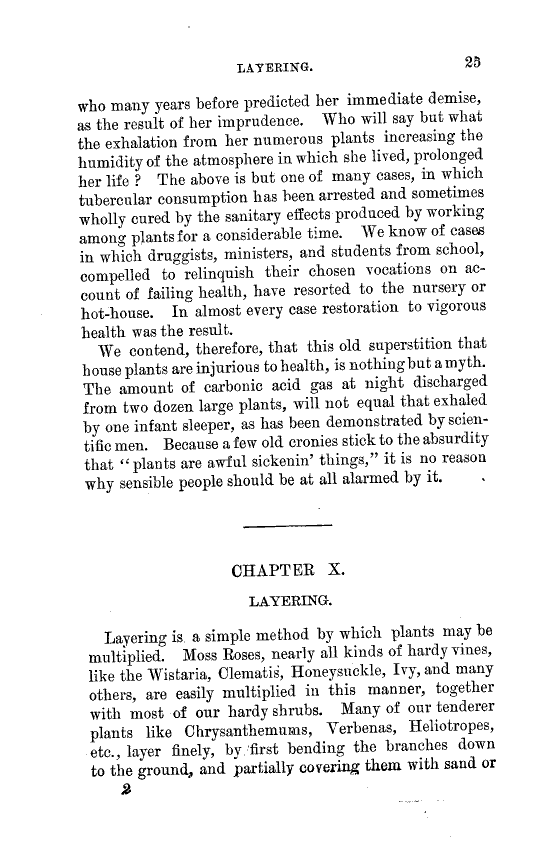 LAYERING. 25
who many years before predicted her immediate demise,
as the result of her imprudence. Who will say but what
the exhalation from her numerous plants increasing the
humidity of the atmosphere in which she lived, prolonged
her life ? The above is but one of many cases, in which
tubercular consumption has been arrested and sometimes
wholly cured by the sanitary effects produced by working
among plants for a considerable time. We know of cases
in which druggists, ministers, and students from school,
compelled to relinquish their chosen vocations on ac-
count of failing health, have resorted to the nursery or
hot-house. In almost every case restoration to vigorous
health was the result.
We contend, therefore, that this old superstition that
house plants are injurious to health, is nothing but a myth.
The amount of carbonic acid gas at night discharged
from two dozen large plants, will not equal that exhaled
by one infant sleeper, as has been demonstrated by scien-
tific men. Because a few old cronies stick to the absurdity
that “plants are awful sickenin’ things,” it is no reason
why sensible people should be at all alarmed by it.
CHAPTER X.
LAYERING.
Layering is a simple method by which plants may be
multiplied. Moss Roses, nearly all kinds of hardy vines,
like the Wistaria, Clematis, Honeysuckle, Ivy, and many
others, are easily multiplied in this manner, together
with most of our hardy shrubs. Many of our tenderer
plants like Chrysanthemums, Verbenas, Heliotropes,
etc., layer finely, by first bending the branches down
to the ground, and partially covering them with sand or
2